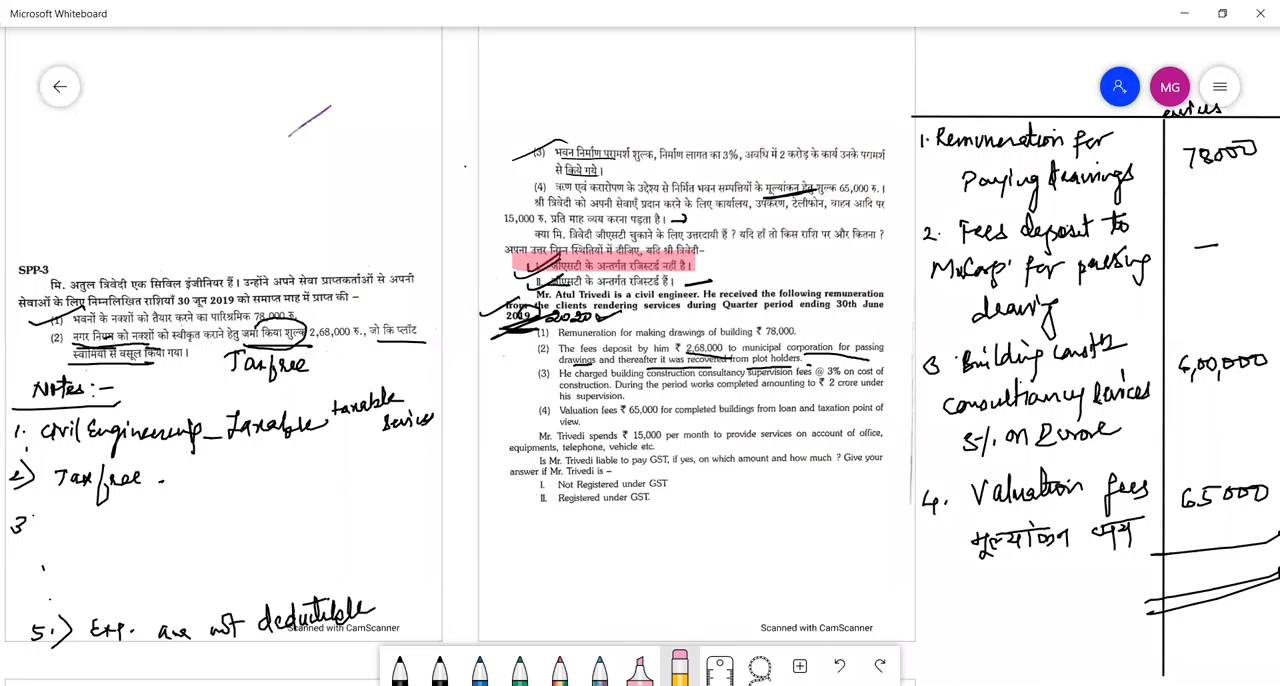 Microsoft Whiteboard
MG
SPP-3
मि. अतुल त्रिवेदी एक सिविल इंजीनियर हैं। उन्होंने अपने सेवा प्राप्तकर्ताओं से अपनी
सेवाओं के लिए निम्नलिखित राशियाँ 30 जून 2019 को समाप्त माह में प्राप्त की –
(1) भवनों के नक्शों को तैयार करने का पारिश्रमिक 78,000 रु.
(2) नगर निगम को नक्शों को स्वीकृत कराने हेतु जमा किया शुल्क 2,68,000 रु., जो कि प्लॉट
स्वामियों से वसूल किया गया।
Taxfree
Notes :-
1. Civil Engineership - Taxable taxable
Services
2) Tax free .
3
5.) Exp. are not deductible
Scanned with CamScanner
(3) भवन निर्माण परामर्श शुल्क, निर्माण लागत का 3%, अवधि में 2 करोड़ के कार्य उनके परामर्श
से किये गये।
(4) ऋण एवं करारोपण के उद्देश्य से निर्मित भवन सम्पत्तियों के मूल्यांकन हेतु शुल्क 65,000 रु.।
श्री त्रिवेदी को अपनी सेवाएँ प्रदान करने के लिए कार्यालय, उपकरण, टेलीफोन, वाहन आदि पर
15,000 रु. प्रति माह व्यय करना पड़ता है।
क्या मि. त्रिवेदी जीएसटी चुकाने के लिए उत्तरदायी हैं ? यदि हाँ तो किस राशि पर और कितना ?
अपना उत्तर निम्न स्थितियों में दीजिए, यदि श्री त्रिवेदी–
I. जीएसटी के अन्तर्गत रजिस्टर्ड नहीं है।
II. जीएसटी के अन्तर्गत रजिस्टर्ड हैं।
Mr. Atul Trivedi is a civil engineer. He received the following remuneration
from the clients rendering services during Quarter period ending 30th June
2019 2020
(1) Remuneration for making drawings of building ₹ 78,000.
(2) The fees deposit by him ₹ 2,68,000 to municipal corporation for passing
drawings and thereafter it was recovered from plot holders.
(3) He charged building construction consultancy supervision fees @ 3% on cost of
construction. During the period works completed amounting to ₹ 2 crore under
his supervision.
(4) Valuation fees ₹ 65,000 for completed buildings from loan and taxation point of
view.
Mr. Trivedi spends ₹ 15,000 per month to provide services on account of office,
equipments, telephone, vehicle etc.
Is Mr. Trivedi liable to pay GST, if yes, on which amount and how much ? Give your
answer if Mr. Trivedi is –
I. Not Registered under GST
II. Registered under GST.
Scanned with CamScanner
1. Remuneration for 78000
Paying drawings
2. Fees deposit to —
for passing
3 Building 6,00,000
consultancy Services
3% on 2 crore
4. Valuation fees 65000
मूल्यांकन